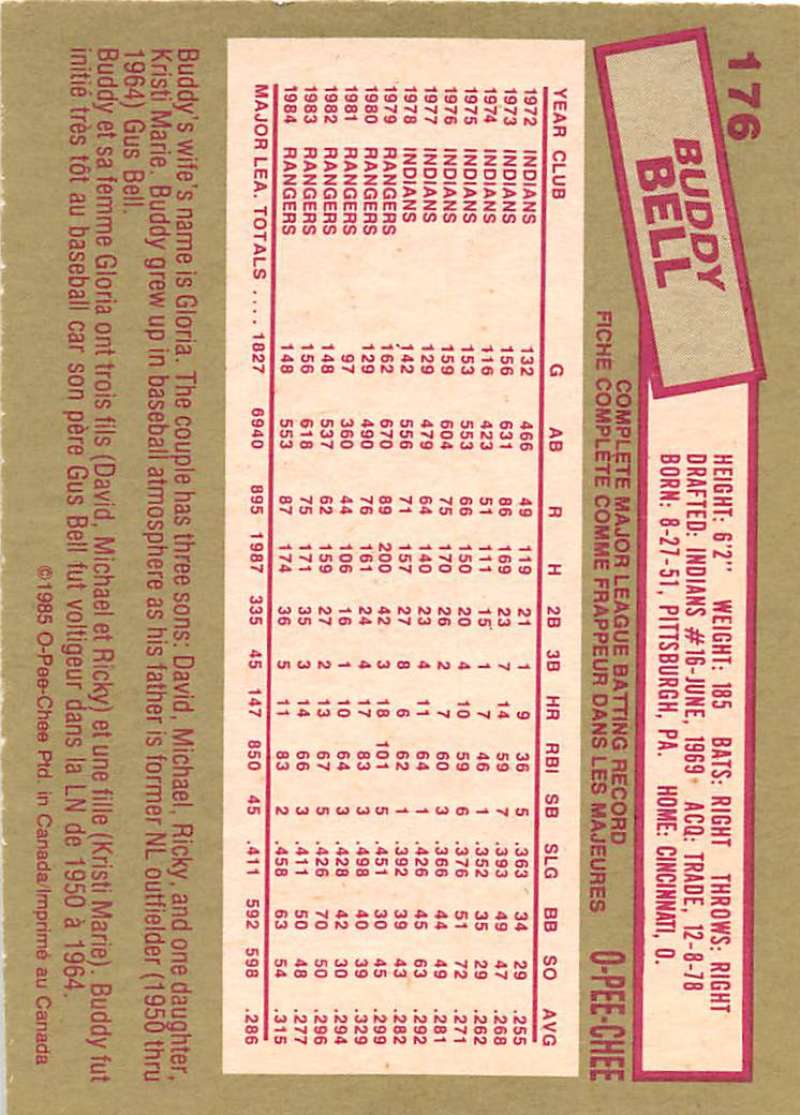 176
BUDDY
BELL
HEIGHT: 6'2" WEIGHT: 185 BATS: RIGHT THROWS: RIGHT
DRAFTED: INDIANS #16-JUNE, 1969 ACQ: TRADE, 12-8-78
BORN: 8-27-51, PITTSBURGH, PA. HOME: CINCINNATI, O.
COMPLETE MAJOR LEAGUE BATTING RECORD
FICHE COMPLÈTE COMME FRAPPEUR DANS LES MAJEURES O-PEE-CHEE
YEAR CLUB G AB R H 2B 3B HR RBI SB SLG BB SO AVG
1972 INDIANS 132 466 49 119 21 1 9 36 5 .363 34 29 .255
1973 INDIANS 156 631 86 169 23 7 14 59 7 .393 49 47 .268
1974 INDIANS 116 423 51 111 15 1 7 46 1 .352 35 29 .262
1975 INDIANS 153 553 66 150 20 4 10 59 6 .376 51 72 .271
1976 INDIANS 159 604 75 170 26 2 7 60 3 .366 44 49 .281
1977 INDIANS 129 479 64 140 23 4 11 64 1 .426 45 63 .292
1978 INDIANS 142 556 71 157 27 8 6 62 1 .392 39 43 .282
1979 RANGERS 162 670 89 200 42 3 18 101 5 .451 30 45 .299
1980 RANGERS 129 490 76 161 24 4 17 83 3 .498 40 39 .329
1981 RANGERS 97 360 44 106 16 1 10 64 3 .428 42 30 .294
1982 RANGERS 148 537 62 159 27 2 13 67 5 .426 70 50 .296
1983 RANGERS 156 618 75 171 35 3 14 66 3 .411 50 48 .277
1984 RANGERS 148 553 87 174 36 5 11 83 2 .458 63 54 .315
MAJOR LEA. TOTALS .... 1827 6940 895 1987 335 45 147 850 45 .411 592 598 .286
Buddy's wife's name is Gloria. The couple has three sons: David, Michael, Ricky, and one daughter,
Kristi Marie. Buddy grew up in baseball atmosphere as his father is former NL outfielder (1950 thru
1964) Gus Bell.
Buddy et sa femme Gloria ont trois fils (David, Michael et Ricky) et une fille (Kristi Marie). Buddy fut
initié très tôt au baseball car son père Gus Bell fut voltigeur dans la LN de 1950 à 1964.
©1985 O-Pee-Chee Ptd. in Canada/Imprimé au Canada